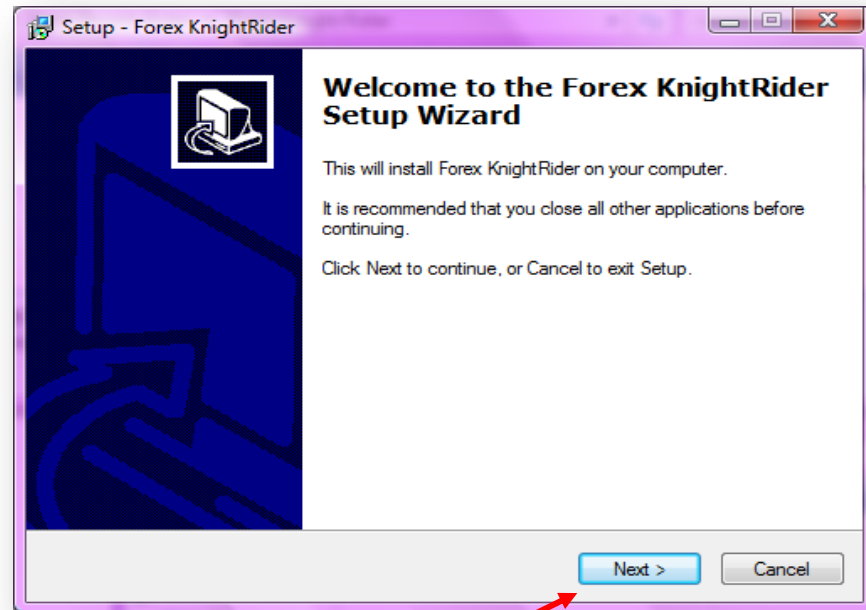 Setup - Forex KnightRider
Welcome to the Forex KnightRider
Setup Wizard
This will install Forex KnightRider on your computer.
It is recommended that you close all other applications before
continuing.
Click Next to continue, or Cancel to exit Setup.
Next >
Cancel